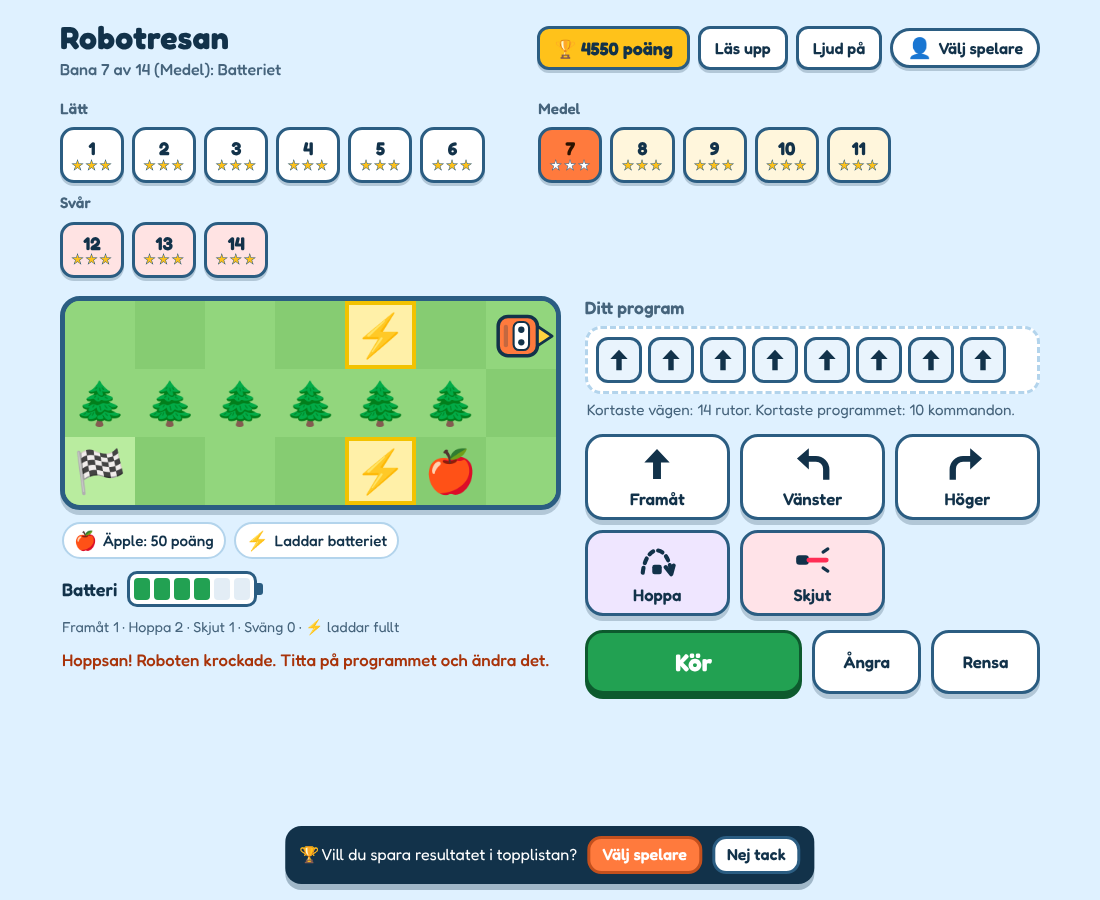 Robotresan
Bana 7 av 14 (Medel): Batteriet
🏆 4550 poäng
Läs upp
Ljud på
👤 Välj spelare
Lätt
1
2
3
4
5
6
Medel
7
8
9
10
11
Svår
12
13
14
Äpple: 50 poäng
Laddar batteriet
Batteri
Framåt 1 · Hoppa 2 · Skjut 1 · Sväng 0 · ⚡ laddar fullt
Hoppsan! Roboten krockade. Titta på programmet och ändra det.
Ditt program
Kortaste vägen: 14 rutor. Kortaste programmet: 10 kommandon.
Framåt
Vänster
Höger
Hoppa
Skjut
Kör
Ångra
Rensa
🏆 Vill du spara resultatet i topplistan?
Välj spelare
Nej tack